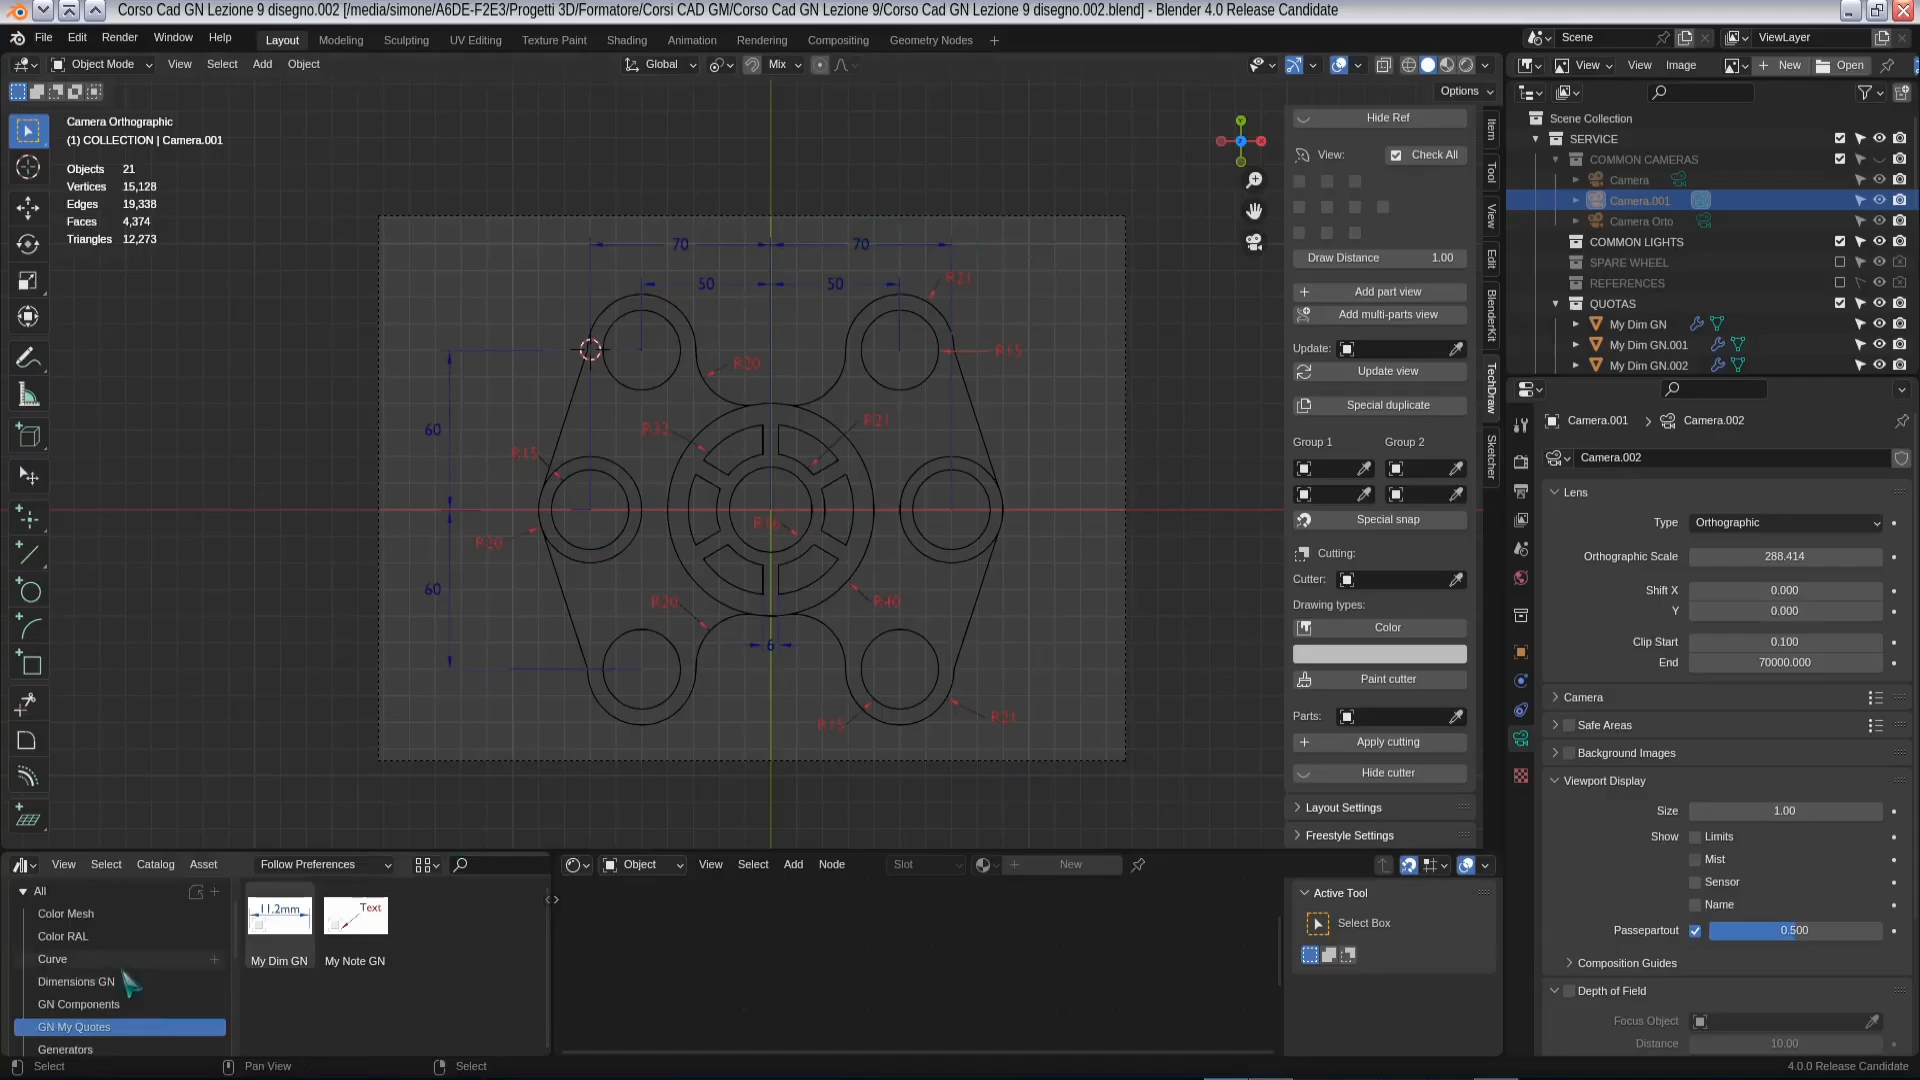 Corso Cad GN Lezione 9 disegno.002 [/media/simone/A6DE-F2E3/Progetti 3D/Formatore/Corsi CAD GM/Corso Cad GN Lezione 9/Corso Cad GN Lezione 9 disegno.002.blend] - Blender 4.0 Release Candidate
File Edit Render Window Help
Layout Modeling Sculpting UV Editing Texture Paint Shading Animation Rendering Compositing Geometry Nodes +
Scene
ViewLayer
Object Mode View Select Add Object
Global
Mix
View View Image
New
Open
Options
Camera Orthographic
(1) COLLECTION | Camera.001
Objects 21
Vertices 15,128
Edges 19,338
Faces 4,374
Triangles 12,273
70 70
50 50
R21
R15
R20
60
R32
R21
R15
R16
R20
60
R20
R40
6
R15
R21
Hide Ref
View: Check All
Draw Distance 1.00
Add part view
Add multi-parts view
Update:
Update view
Special duplicate
Group 1 Group 2
Special snap
Cutting:
Cutter:
Drawing types:
Color
Paint cutter
Parts:
Apply cutting
Hide cutter
Layout Settings
Freestyle Settings
Item
Tool
View
Edit
BlenderKit
TechDraw
Sketcher
Scene Collection
SERVICE
COMMON CAMERAS
Camera
Camera.001
Camera Orto
COMMON LIGHTS
SPARE WHEEL
REFERENCES
QUOTAS
My Dim GN
My Dim GN.001
My Dim GN.002
Camera.001 Camera.002
Camera.002
Lens
Type Orthographic
Orthographic Scale 288.414
Shift X 0.000
Y 0.000
Clip Start 0.100
End 70000.000
Camera
Safe Areas
Background Images
Viewport Display
Size 1.00
Show Limits
Mist
Sensor
Name
Passepartout 0.500
Composition Guides
Depth of Field
Focus Object
Distance 10.00
View Select Catalog Asset
Follow Preferences
All
Color Mesh
Color RAL
Curve
Dimensions GN
GN Components
GN My Quotes
Generators
11.2mm
My Dim GN
Text
My Note GN
Object View Select Add Node
Slot
New
Active Tool
Select Box
Select
Pan View
Select
4.0.0 Release Candidate